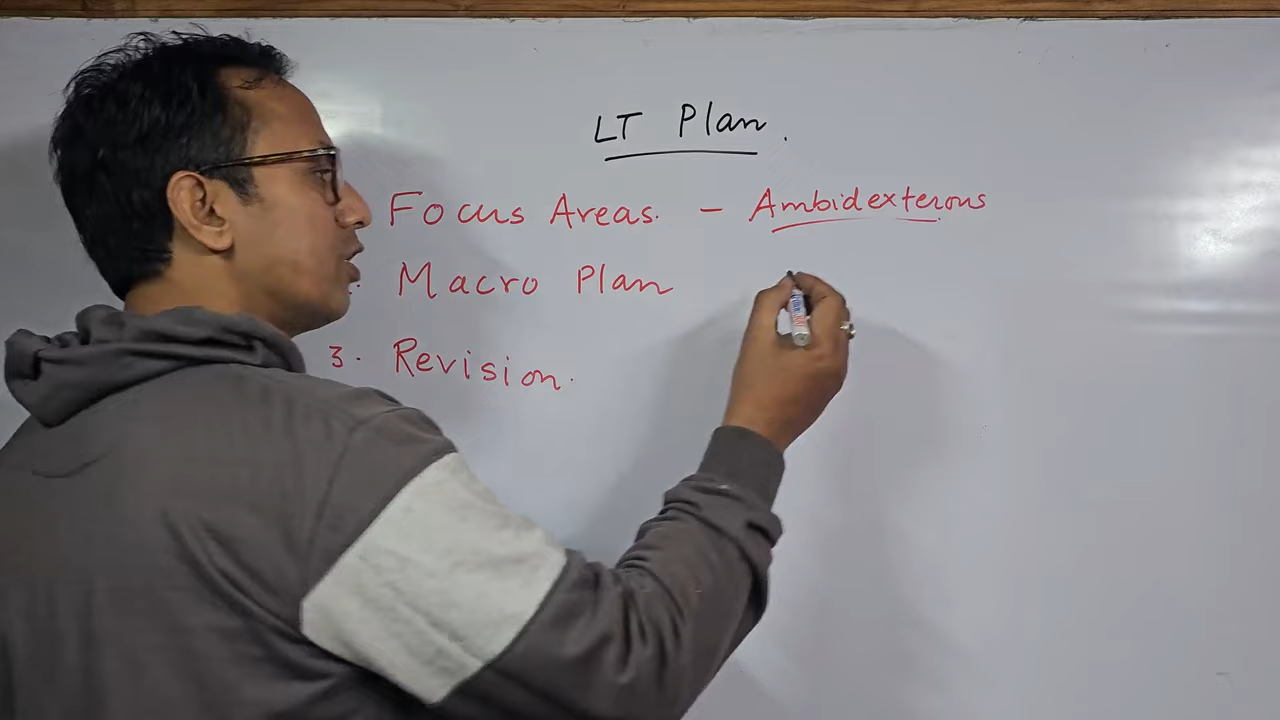 LT Plan.
Focus Areas. - Ambidexterous
. Macro Plan
3. Revision.